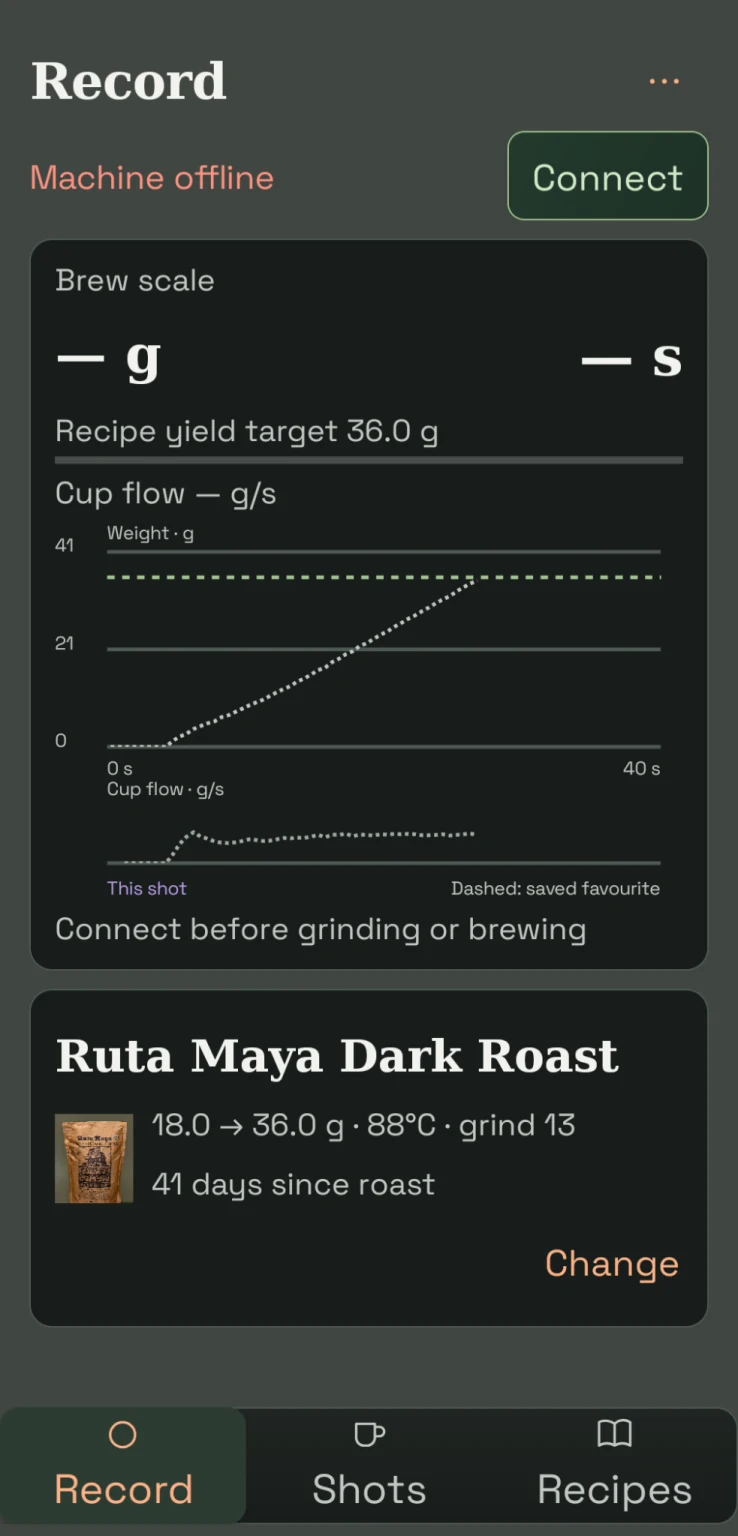 Record
...
Machine offline
Connect
Brew scale
— g
— s
Recipe yield target 36.0 g
Cup flow — g/s
Weight · g
41
21
0
0 s
40 s
Cup flow · g/s
This shot
Dashed: saved favourite
Connect before grinding or brewing
Ruta Maya Dark Roast
18.0 → 36.0 g · 88°C · grind 13
41 days since roast
Change
Record
Shots
Recipes